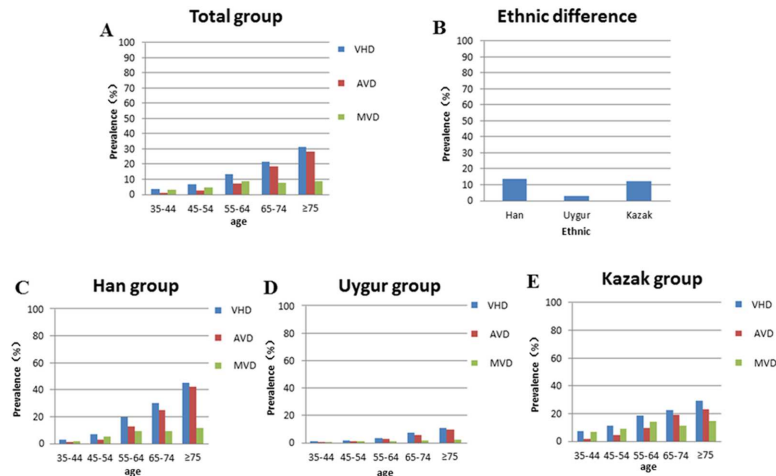 A
Total group
100
90
80
70
60
50
40
30
20
10
0
Prevalence (%)
35-44 45-54 55-64 65-74 ≥75
age
VHD
AVD
MVD
B
Ethnic difference
100
90
80
70
60
50
40
30
20
10
0
Prevalence (%)
Han Uygur Kazak
Ethnic
C
Han group
100
80
60
40
20
0
Prevalence (%)
35-44 45-54 55-64 65-74 ≥75
age
VHD
AVD
MVD
D
Uygur group
100
80
60
40
20
0
Prevalence (%)
35-44 45-54 55-64 65-74 ≥75
age
VHD
AVD
MVD
E
Kazak group
100
80
60
40
20
0
Prevalence (%)
35-44 45-54 55-64 65-74 ≥75
age
VHD
AVD
MVD